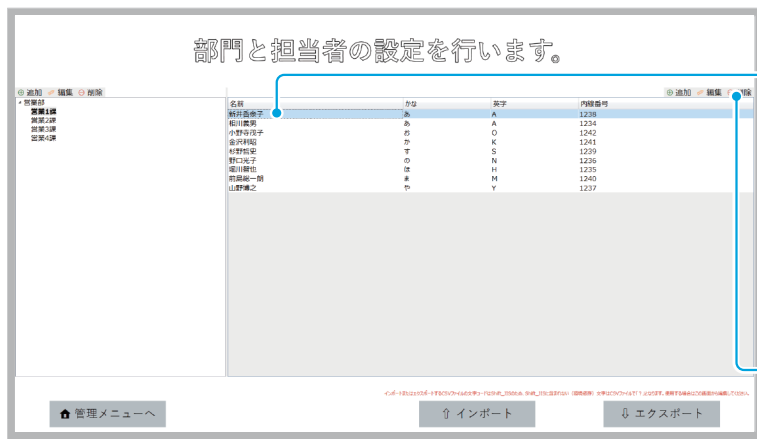 部門と担当者の設定を行います。
追加 編集 削除
追加 編集 削除
営業部
営業1課
営業2課
営業3課
営業4課
名前 かな 英字 内線番号
新井香奈子 あ A 1238
相川義男 あ A 1234
小野寺茂子 お O 1242
金沢利昭 か K 1241
杉野哲史 す S 1239
野口光子 の N 1236
堀川 は H 1235
前島総一朗 ま M 1240
山野博之 や Y 1237
管理メニューへ
インポート
エクスポート